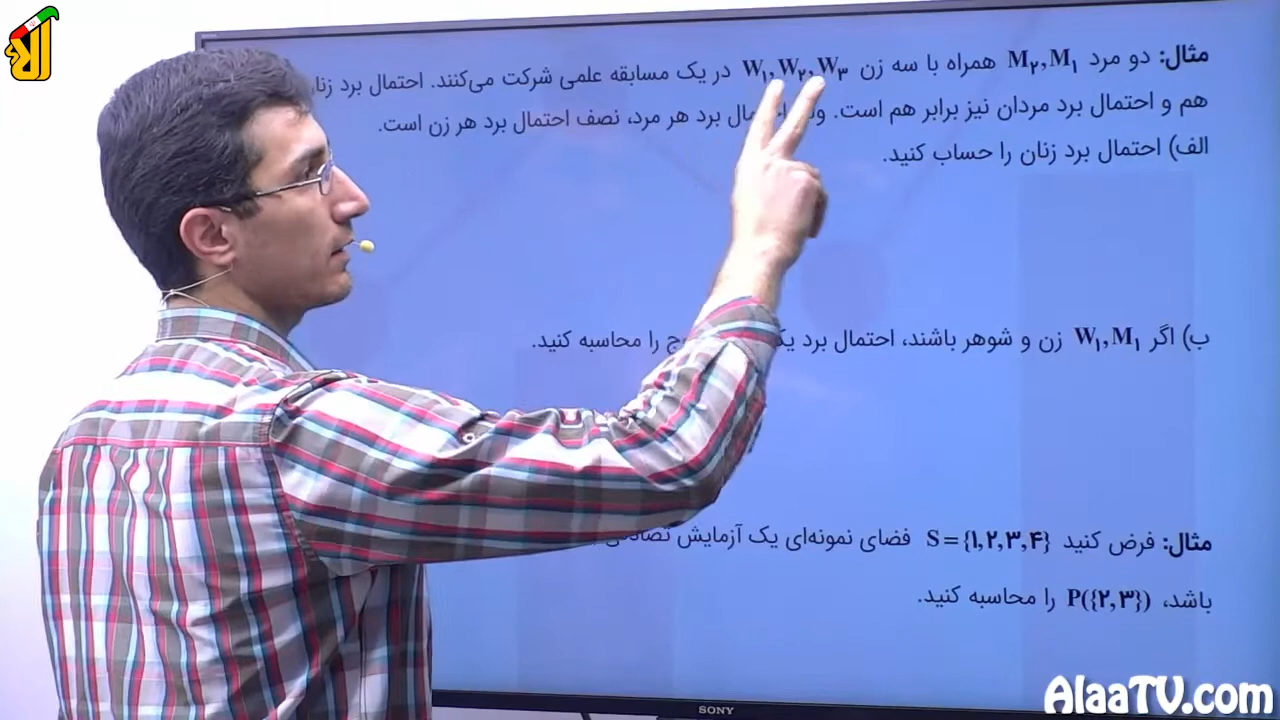 مثال: دو مرد M₂,M₁ همراه با سه زن W₁,W₂,W₃ در یک مسابقه علمی شرکت می‌کنند. احتمال برد زنان
هم و احتمال برد مردان نیز برابر هم است. برد هر مرد، نصف احتمال برد هر زن است.
الف) احتمال برد زنان را حساب کنید.
ب) اگر W₁,M₁ زن و شوهر باشند، احتمال برد را محاسبه کنید.
مثال: فرض کنید S={۱,۲,۳,۴} فضای نمونه‌ای یک آزمایش
باشد، P({۲,۳}) را محاسبه کنید.
SONY
AlaaTV.com